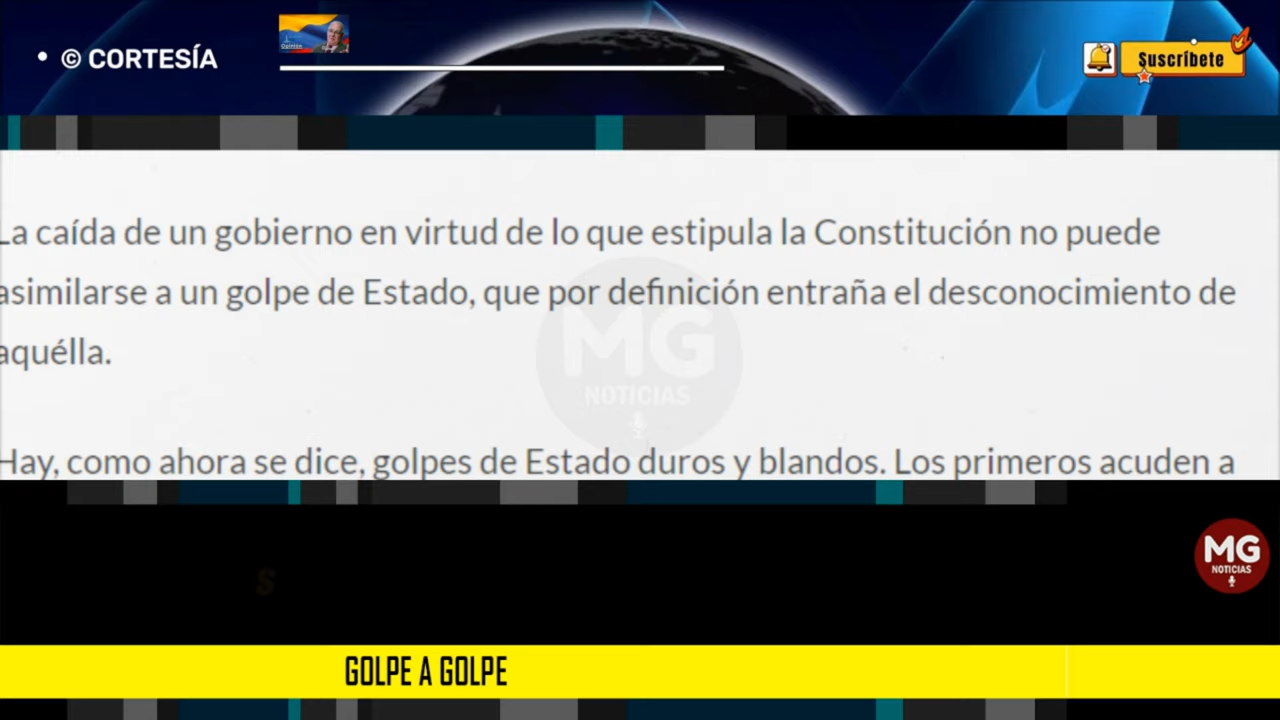 © CORTESÍA
Opinión
Suscríbete
La caída de un gobierno en virtud de lo que estipula la Constitución no puede
asimilarse a un golpe de Estado, que por definición entraña el desconocimiento de
aquélla.
MG
NOTICIAS
Hay, como ahora se dice, golpes de Estado duros y blandos. Los primeros acuden a
MG
NOTICIAS
S
GOLPE A GOLPE